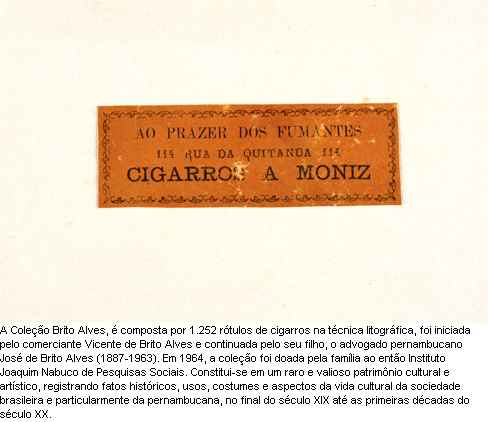 AO PRAZER DOS FUMANTES
114 RUA DA QUITANDA 114
CIGARROS A MONIZ
A Coleção Brito Alves, é composta por 1.252 rótulos de cigarros na técnica litográfica, foi iniciada
pelo comerciante Vicente de Brito Alves e continuada pelo seu filho, o advogado pernambucano
José de Brito Alves (1887-1963). Em 1964, a coleção foi doada pela família ao então Instituto
Joaquim Nabuco de Pesquisas Sociais. Constitui-se em um raro e valioso patrimônio cultural e
artístico, registrando fatos históricos, usos, costumes e aspectos da vida cultural da sociedade
brasileira e particularmente da pernambucana, no final do século XIX até as primeiras décadas do
século XX.